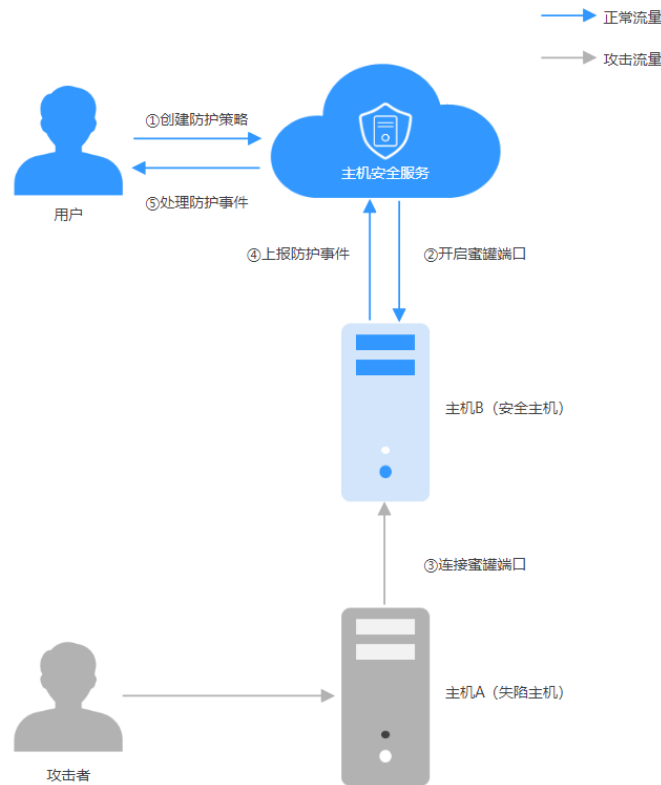 正常流量
攻击流量
①创建防护策略
主机安全服务
⑤处理防护事件
用户
④上报防护事件
②开启蜜罐端口
主机B（安全主机）
③连接蜜罐端口
主机A（失陷主机）
攻击者